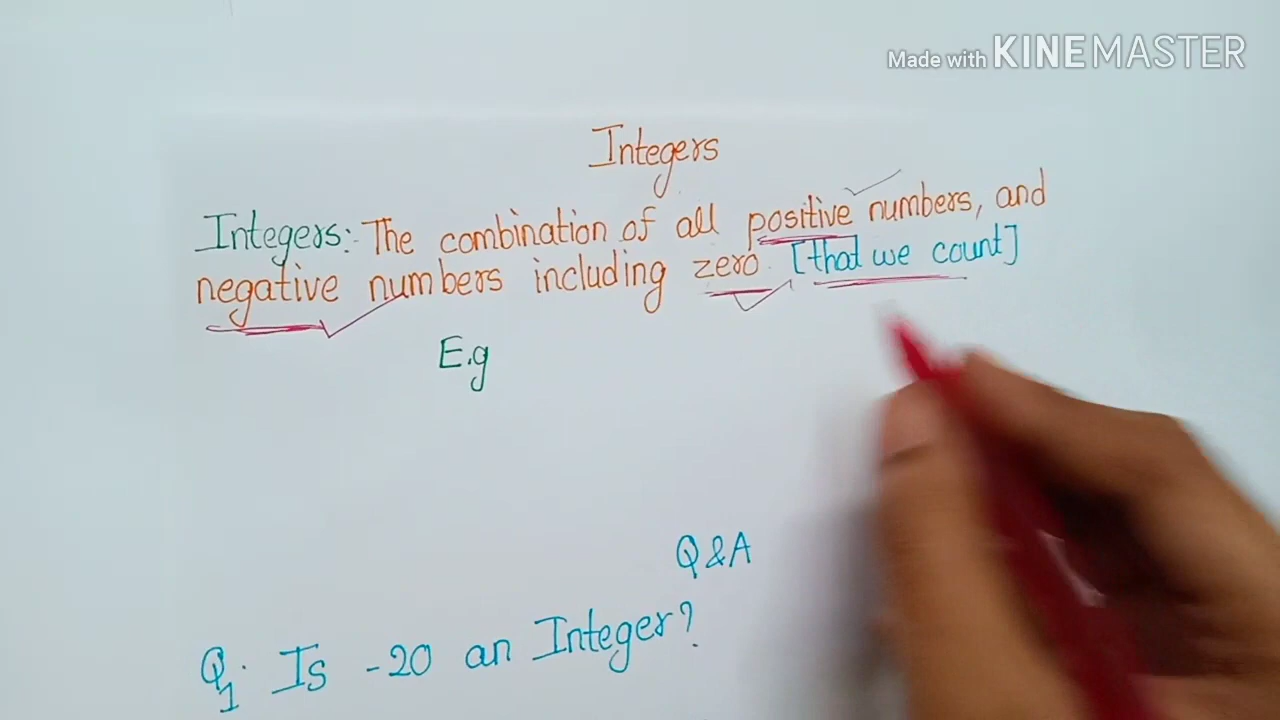 Made with KINEMASTER
Integers
Integers:- The combination of all positive numbers, and
negative numbers including zero. [that we count]
E.g
Q&A
Q1. Is -20 an Integer?